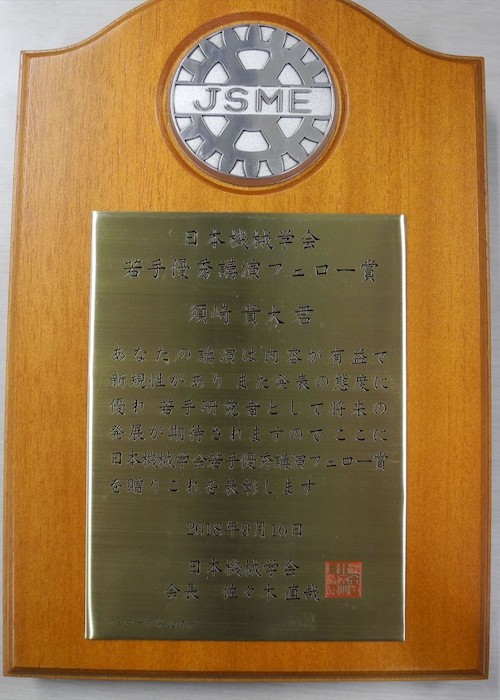 JSME
日本機械学会
若手優秀講演フェロー賞
須崎 貴大 君
あなたの講演は内容が有益で
新規性があり また発表の態度に
優れ 若手研究者として将来の
発展が期待されますので ここに
日本機械学会若手優秀講演フェロー賞
を贈りこれを表彰します
2018年9月10日
日本機械学会
会長 佐々木 直哉